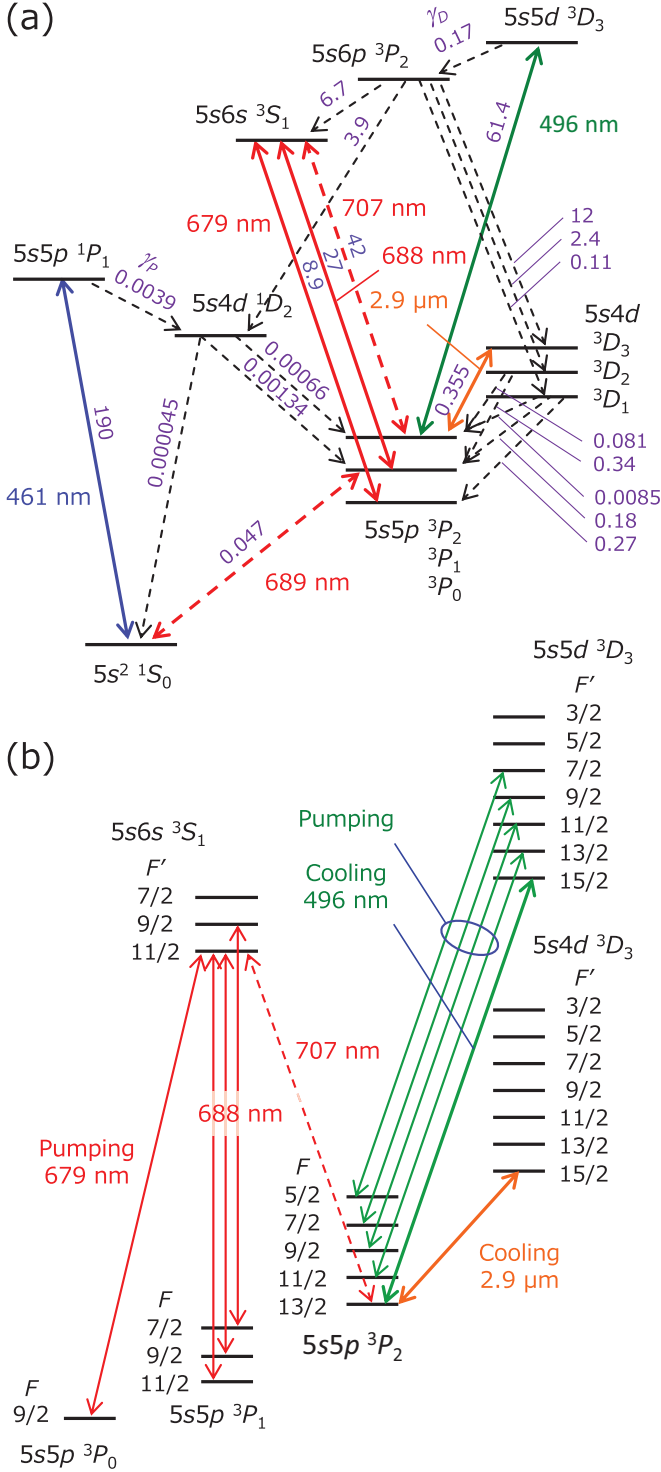 (a)
5s5d ³D₃
γD
0.17
5s6p ³P₂
6.7
3.9
5s6s ³S₁
61.4
496 nm
679 nm
707 nm
42
27
8.9
688 nm
12
2.4
0.11
5s5p ¹P₁
γP
0.0039
5s4d ¹D₂
2.9 µm
5s4d
³D₃
³D₂
³D₁
0.355
0.00066
0.00134
0.000045
190
461 nm
0.081
0.34
0.0085
0.18
0.27
5s5p ³P₂
³P₁
³P₀
0.047
689 nm
5s² ¹S₀
(b)
5s5d ³D₃
F′
3/2
5/2
7/2
9/2
11/2
13/2
15/2
Pumping
Cooling
496 nm
5s6s ³S₁
F′
7/2
9/2
11/2
5s4d ³D₃
F′
3/2
5/2
7/2
9/2
11/2
13/2
15/2
707 nm
688 nm
Pumping
679 nm
F
5/2
7/2
9/2
11/2
13/2
5s5p ³P₂
Cooling
2.9 µm
F
7/2
9/2
11/2
5s5p ³P₁
F
9/2
5s5p ³P₀